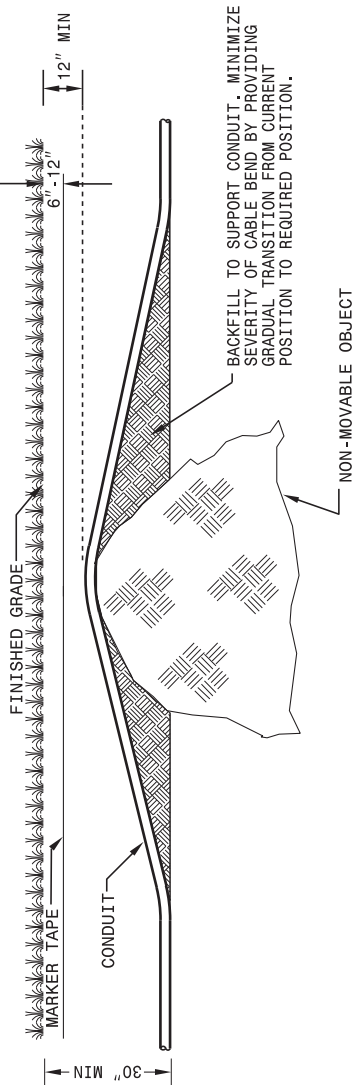 12" MIN
6"-12"
FINISHED GRADE
MARKER TAPE
CONDUIT
30" MIN
BACKFILL TO SUPPORT CONDUIT. MINIMIZE
SEVERITY OF CABLE BEND BY PROVIDING
GRADUAL TRANSITION FROM CURRENT
POSITION TO REQUIRED POSITION.
NON-MOVABLE OBJECT